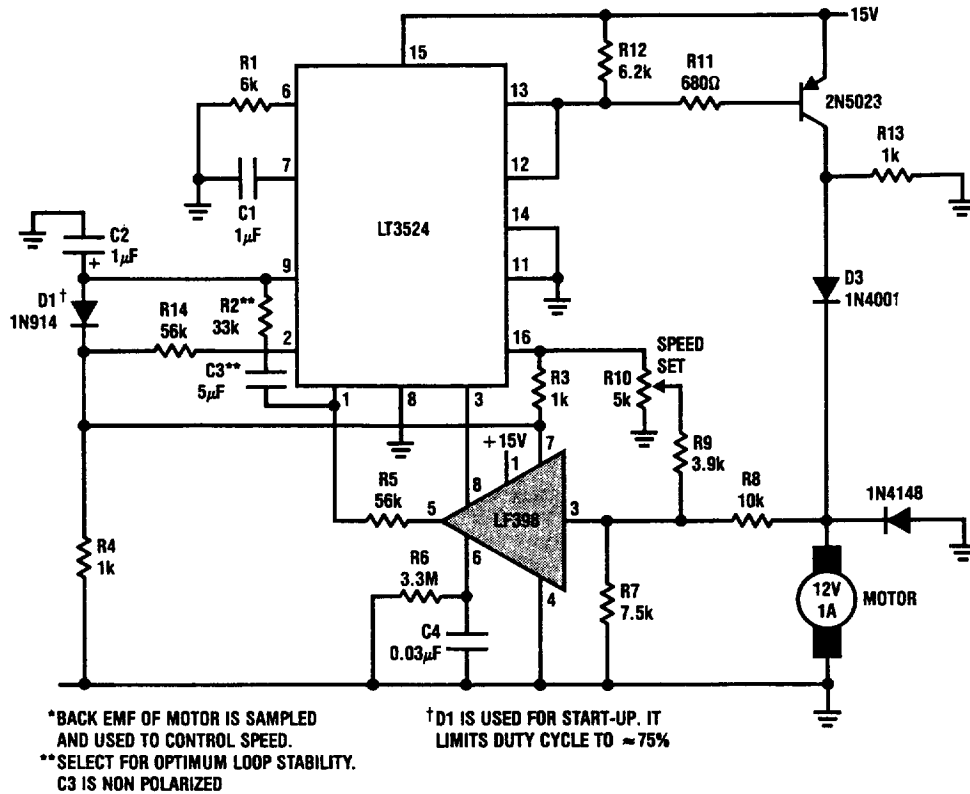 15V
R12
6.2k
R11
680Ω
2N5023
R13
1k
R1
6k
6
15
13
7
12
C1
1µF
LT3524
14
11
C2
1µF
+
9
D1†
1N914
R14
56k
R2**
33k
2
C3**
5µF
16
SPEED
SET
R3
1k
R10
5k
D3
1N4001
1
8
3
+15V
7
R9
3.9k
1
8
R5
56k
5
LF398
3
R8
10k
1N4148
R4
1k
R6
3.3M
6
4
R7
7.5k
12V
1A
MOTOR
C4
0.03µF
*BACK EMF OF MOTOR IS SAMPLED
AND USED TO CONTROL SPEED.
**SELECT FOR OPTIMUM LOOP STABILITY.
C3 IS NON POLARIZED
†D1 IS USED FOR START-UP. IT
LIMITS DUTY CYCLE TO ≈75%